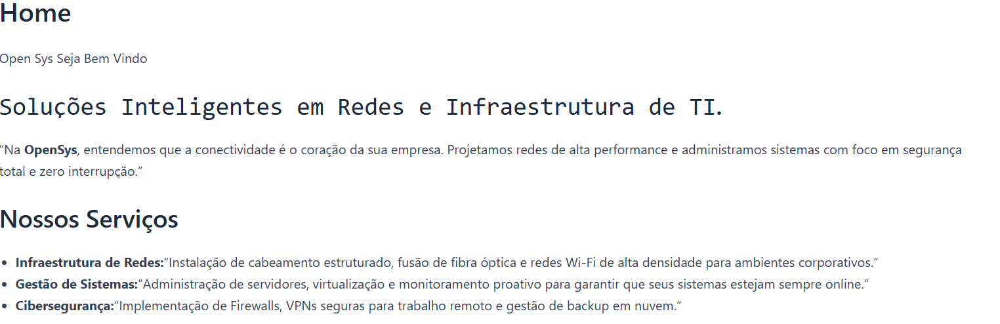 Home
Open Sys Seja Bem Vindo
Soluções Inteligentes em Redes e Infraestrutura de TI.
“Na OpenSys, entendemos que a conectividade é o coração da sua empresa. Projetamos redes de alta performance e administramos sistemas com foco em segurança
total e zero interrupção.”
Nossos Serviços
• Infraestrutura de Redes:“Instalação de cabeamento estruturado, fusão de fibra óptica e redes Wi-Fi de alta densidade para ambientes corporativos.”
• Gestão de Sistemas:“Administração de servidores, virtualização e monitoramento proativo para garantir que seus sistemas estejam sempre online.”
• Cibersegurança:“Implementação de Firewalls, VPNs seguras para trabalho remoto e gestão de backup em nuvem.”